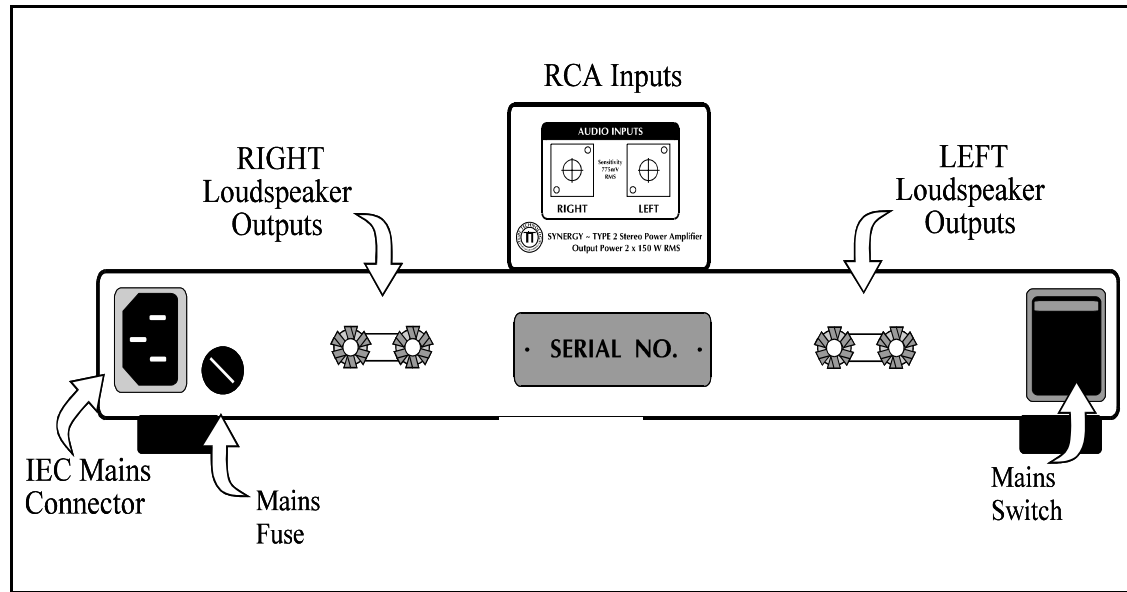 RCA Inputs
AUDIO INPUTS
Sensitivity
775mV
RMS
RIGHT
LEFT
SYNERGY ~ TYPE 2 Stereo Power Amplifier
Output Power 2 x 150 W RMS
RIGHT
Loudspeaker
Outputs
LEFT
Loudspeaker
Outputs
· SERIAL NO. ·
IEC Mains
Connector
Mains
Fuse
Mains
Switch